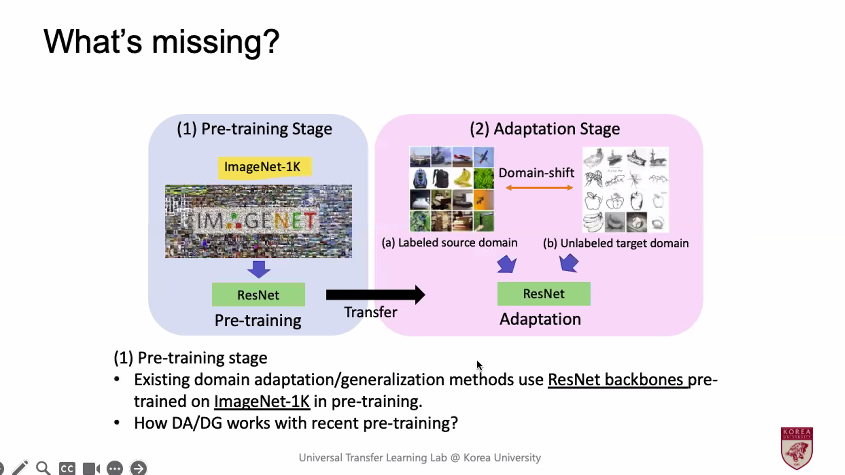 What's missing?
(1) Pre-training Stage
(2) Adaptation Stage
ImageNet-1K
IMAGENET
Domain-shift
(a) Labeled source domain
(b) Unlabeled target domain
ResNet
ResNet
Pre-training
Transfer
Adaptation
(1) Pre-training stage
• Existing domain adaptation/generalization methods use ResNet backbones pre-
trained on ImageNet-1K in pre-training.
• How DA/DG works with recent pre-training?
Universal Transfer Learning Lab @ Korea University
KOREA
CC